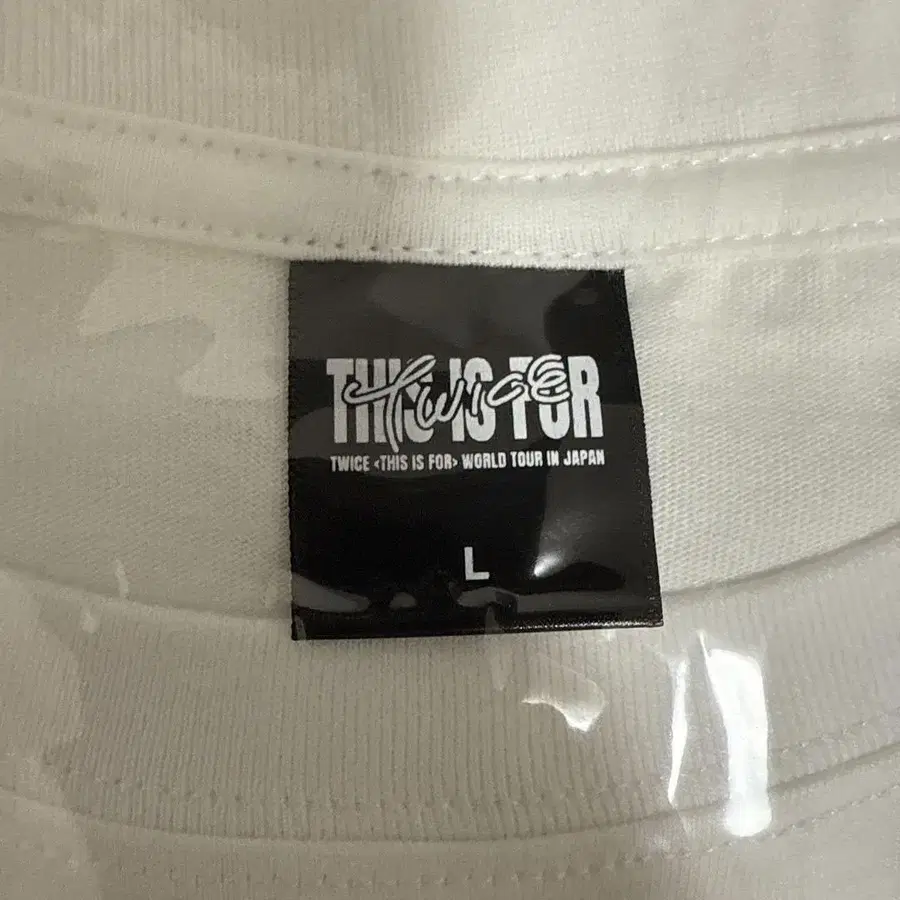 THIS IS FOR
TWICE
TWICE <THIS IS FOR> WORLD TOUR IN JAPAN
L